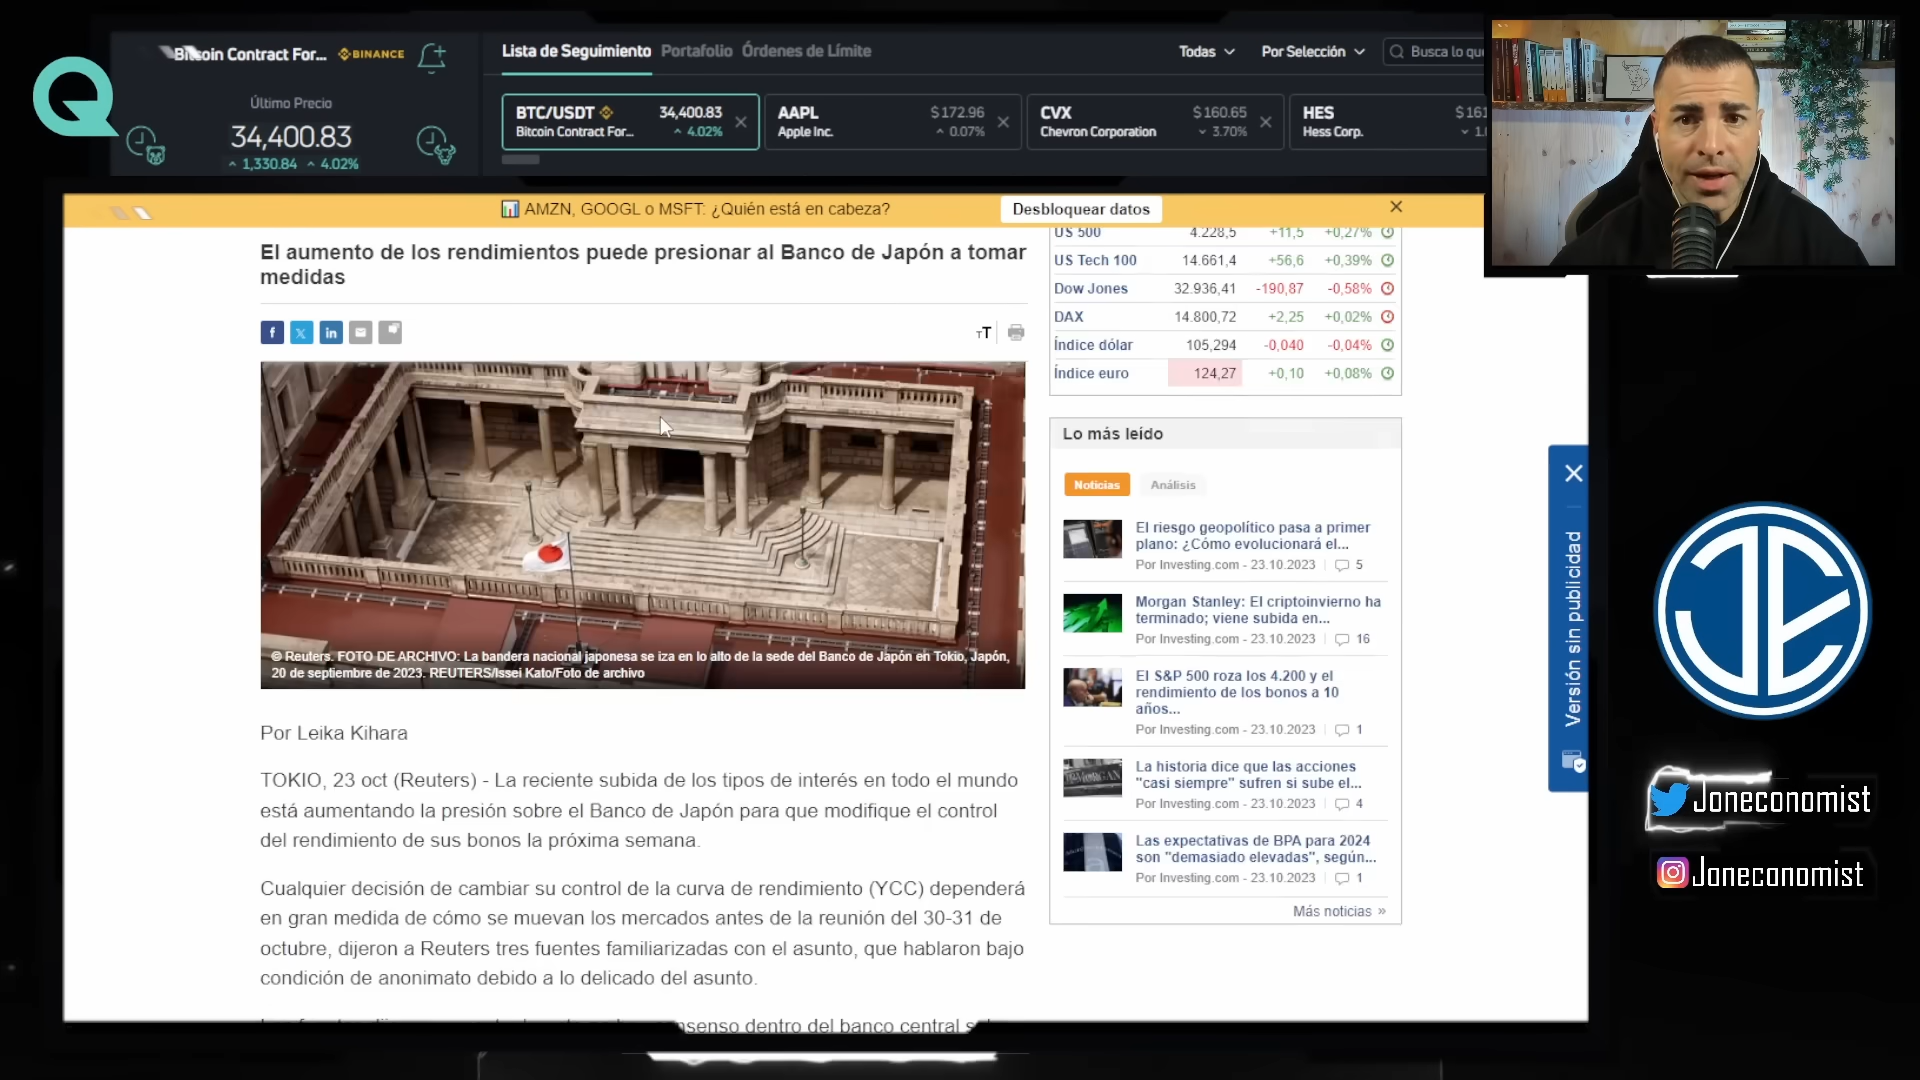 Bitcoin Contract For...
BINANCE
Último Precio
34,400.83
1,330.84 4.02%
Lista de Seguimiento Portafolio Órdenes de Límite
Todas
Por Selección
Busca lo que
BTC/USDT 34,400.83
Bitcoin Contract For... 4.02%
AAPL $172.96
Apple Inc. 0.07%
CVX $160.65
Chevron Corporation 3.70%
HES
Hess Corp.
AMZN, GOOGL o MSFT: ¿Quién está en cabeza?
Desbloquear datos
El aumento de los rendimientos puede presionar al Banco de Japón a tomar
medidas
© Reuters. FOTO DE ARCHIVO: La bandera nacional japonesa se iza en lo alto de la sede del Banco de Japón en Tokio, Japón,
20 de septiembre de 2023. REUTERS/Issei Kato/Foto de archivo
Por Leika Kihara
TOKIO, 23 oct (Reuters) - La reciente subida de los tipos de interés en todo el mundo
está aumentando la presión sobre el Banco de Japón para que modifique el control
del rendimiento de sus bonos la próxima semana.
Cualquier decisión de cambiar su control de la curva de rendimiento (YCC) dependerá
en gran medida de cómo se muevan los mercados antes de la reunión del 30-31 de
octubre, dijeron a Reuters tres fuentes familiarizadas con el asunto, que hablaron bajo
condición de anonimato debido a lo delicado del asunto.
dentro del banco central
US 500 4.228,5 +11,5 +0,27%
US Tech 100 14.661,4 +56,6 +0,39%
Dow Jones 32.936,41 -190,87 -0,58%
DAX 14.800,72 +2,25 +0,02%
Índice dólar 105,294 -0,040 -0,04%
Índice euro 124,27 +0,10 +0,08%
Lo más leído
Noticias Análisis
El riesgo geopolítico pasa a primer
plano: ¿Cómo evolucionará el...
Por Investing.com - 23.10.2023 5
Morgan Stanley: El criptoinvierno ha
terminado; viene subida en...
Por Investing.com - 23.10.2023 16
El S&P 500 roza los 4.200 y el
rendimiento de los bonos a 10
años...
Por Investing.com - 23.10.2023 1
La historia dice que las acciones
"casi siempre" sufren si sube el...
Por Investing.com - 23.10.2023 4
Las expectativas de BPA para 2024
son "demasiado elevadas", según...
Por Investing.com - 23.10.2023 1
Más noticias »
Versión sin publicidad
Joneconomist
Joneconomist